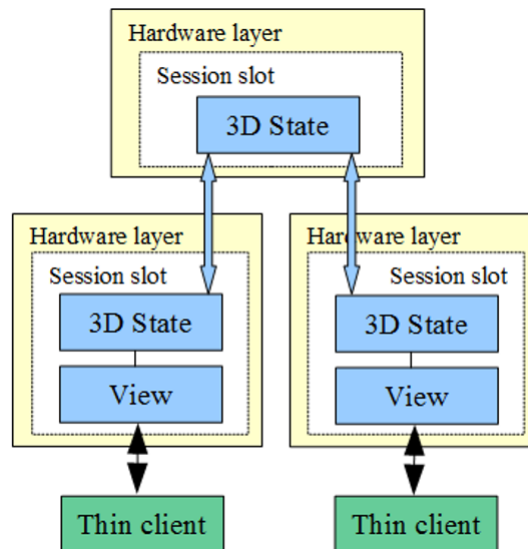 Hardware layer
Session slot
3D State
Hardware layer
Session slot
3D State
View
Thin client
Hardware layer
Session slot
3D State
View
Thin client